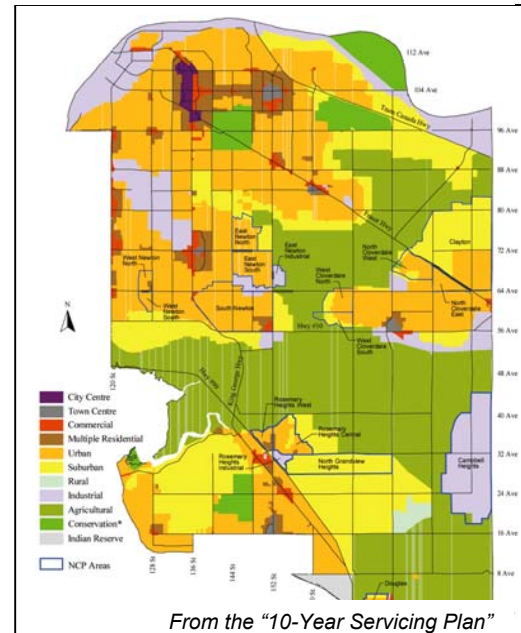 112 Ave
104 Ave
Trans Canada Hwy
96 Ave
88 Ave
80 Ave
Fraser Hwy
East
Newton
North
North
Cloverdale
West
Clayton
72 Ave
West Newton
North
East
Newton
South
East
Newton
Industrial
West
Cloverdale
North
64 Ave
N
West
Newton
South
South Newton
North
Cloverdale
East
Hwy #10
56 Ave
West
Cloverdale
South
120 St
48 Ave
Hwy #99
King George Hwy
City Centre
Town Centre
Commercial
Multiple Residential
Urban
Suburban
Rural
Industrial
Agricultural
Conservation*
Indian Reserve
NCP Areas
40 Ave
Rosemary
Heights West
Rosemary
Heights Central
32 Ave
Rosemary
Heights
Industrial
North Grandview
Heights
Campbell
Heights
24 Ave
16 Ave
128 St
136 St
144 St
152 St
8 Ave
Douglas
From the "10-Year Servicing Plan"